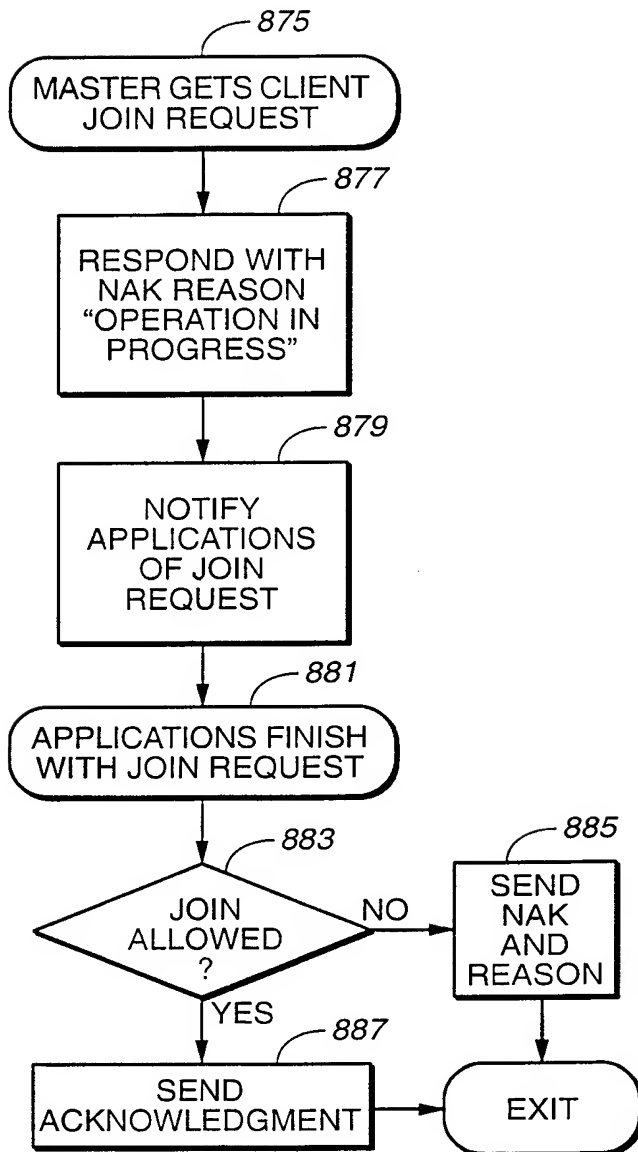 875
MASTER GETS CLIENT
JOIN REQUEST
877
RESPOND WITH
NAK REASON
“OPERATION IN
PROGRESS”
879
NOTIFY
APPLICATIONS
OF JOIN
REQUEST
881
APPLICATIONS FINISH
WITH JOIN REQUEST
883
JOIN
ALLOWED
?
NO
885
SEND
NAK
AND
REASON
YES
887
SEND
ACKNOWLEDGMENT
EXIT